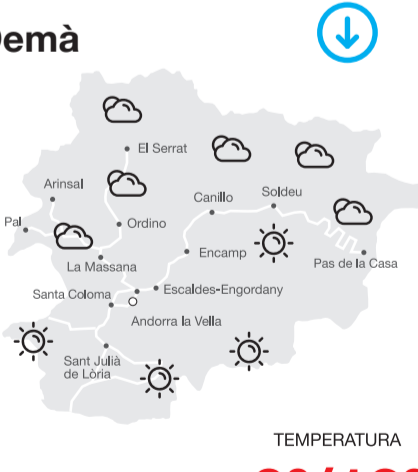 El Serrat
Arinsal
Canillo
Soldeu
Pal
Ordino
Encamp
La Massana
Pas de la Casa
Santa Coloma
Escaldes-Engordany
Andorra la Vella
Sant Julià
de Lòria
TEMPERATURA